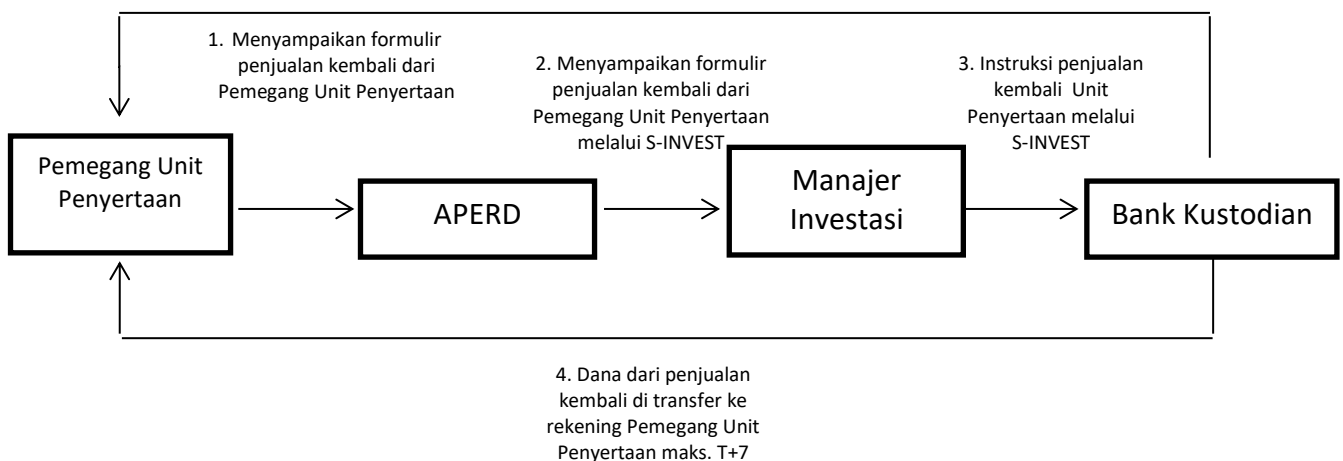 1. Menyampaikan formulir
penjualan kembali dari
Pemegang Unit Penyertaan
2. Menyampaikan formulir
penjualan kembali dari
Pemegang Unit Penyertaan
melalui S-INVEST
3. Instruksi penjualan
kembali Unit
Penyertaan melalui
S-INVEST
Pemegang Unit
Penyertaan
APERD
Manajer
Investasi
Bank Kustodian
4. Dana dari penjualan
kembali di transfer ke
rekening Pemegang Unit
Penyertaan maks. T+7